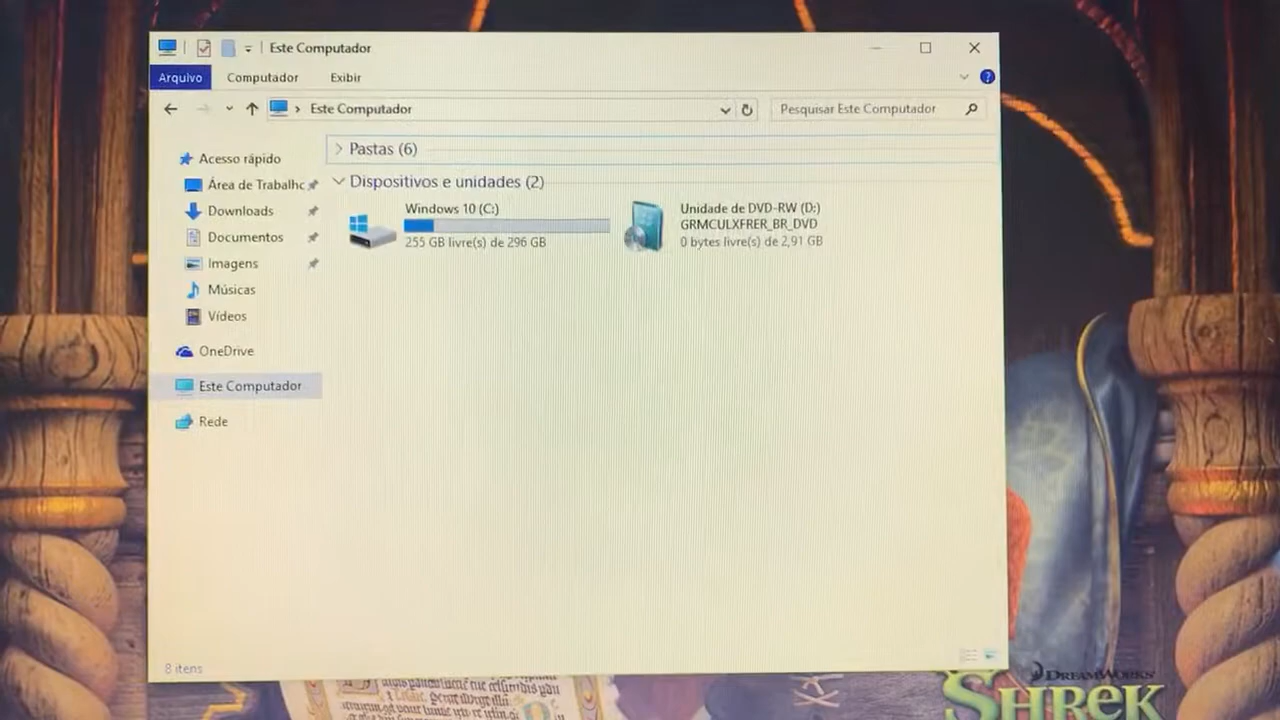 Este Computador
Arquivo
Computador
Exibir
Este Computador
Pesquisar Este Computador
Acesso rápido
Área de Trabalhc
Downloads
Documentos
Imagens
Músicas
Vídeos
OneDrive
Este Computador
Rede
Pastas (6)
Dispositivos e unidades (2)
Windows 10 (C:)
255 GB livre(s) de 296 GB
Unidade de DVD-RW (D:)
GRMCULXFRER_BR_DVD
0 bytes livre(s) de 2,91 GB
8 itens
DREAMWORKS
SHREK